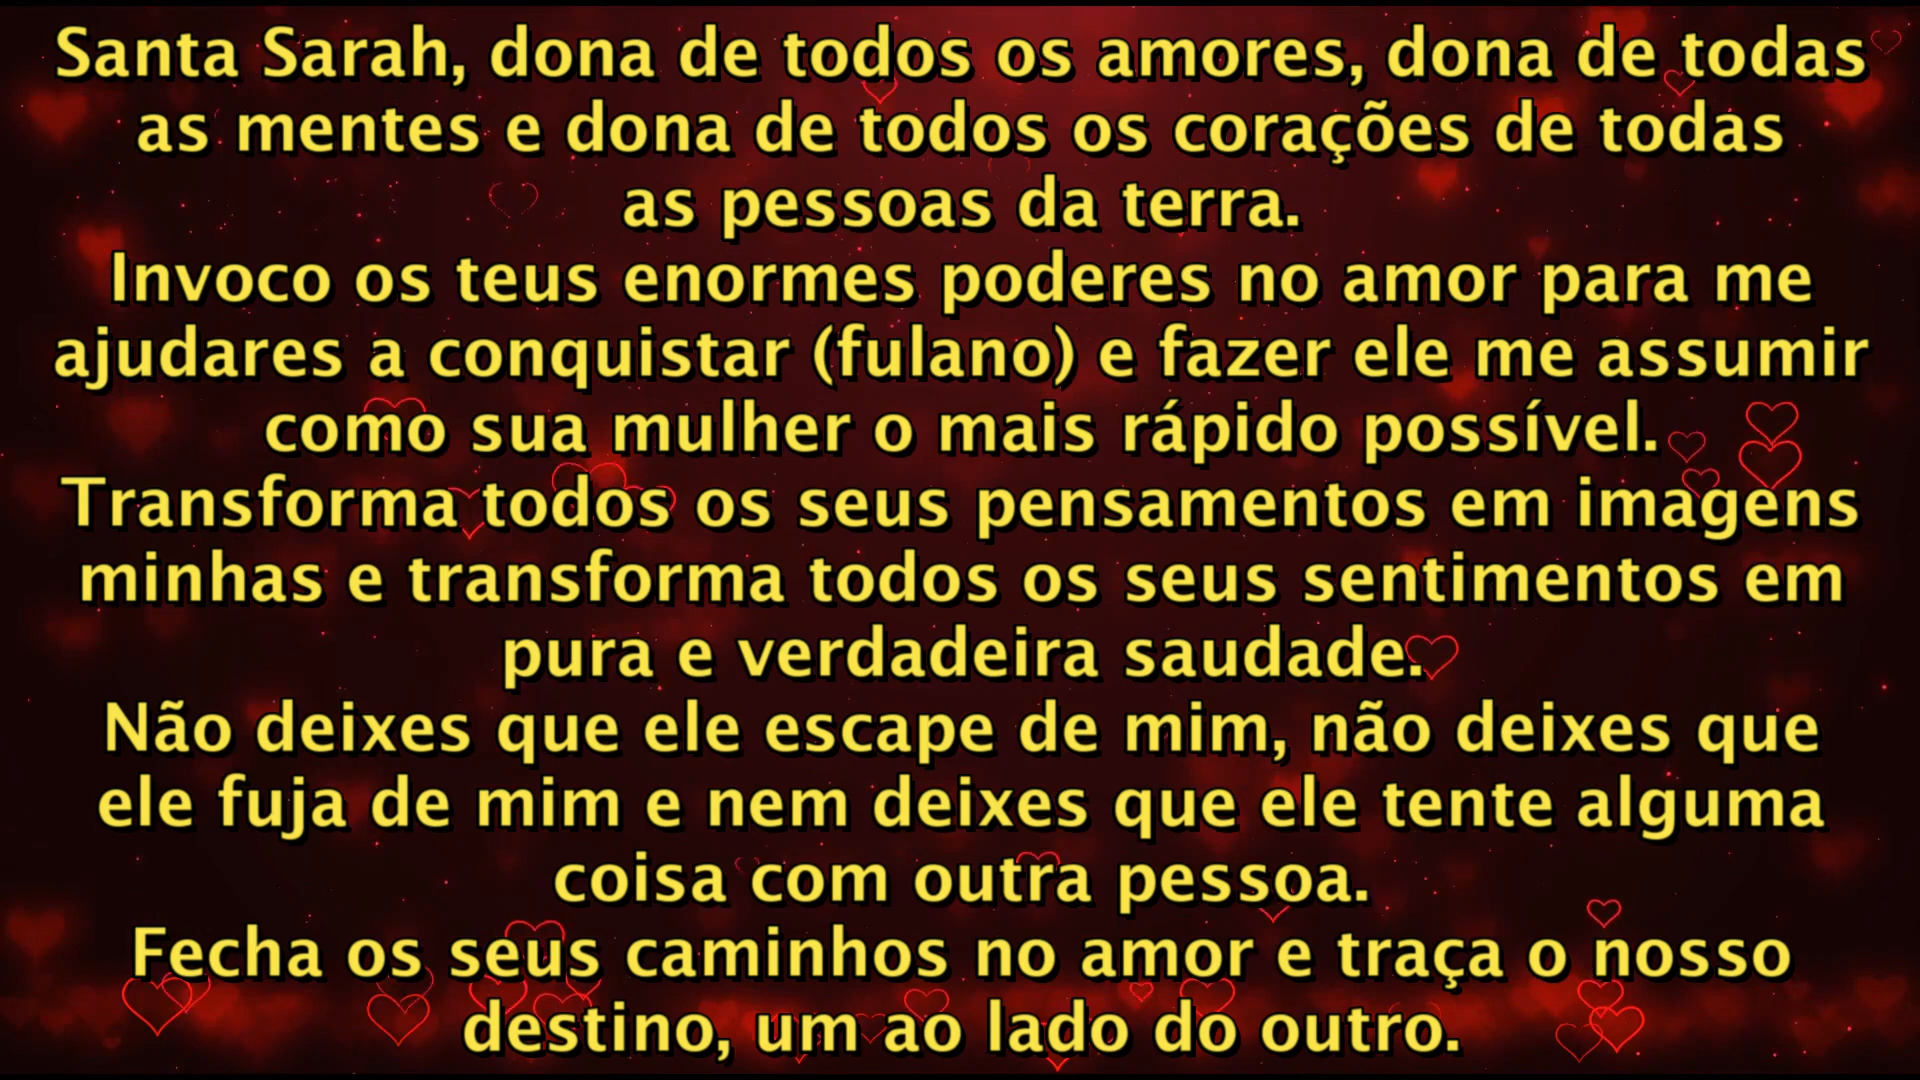 Santa Sarah, dona de todos os amores, dona de todas
as mentes e dona de todos os corações de todas
as pessoas da terra.
Invoco os teus enormes poderes no amor para me
ajudares a conquistar (fulano) e fazer ele me assumir
como sua mulher o mais rápido possível.
Transforma todos os seus pensamentos em imagens
minhas e transforma todos os seus sentimentos em
pura e verdadeira saudade.
Não deixes que ele escape de mim, não deixes que
ele fuja de mim e nem deixes que ele tente alguma
coisa com outra pessoa.
Fecha os seus caminhos no amor e traça o nosso
destino, um ao lado do outro.